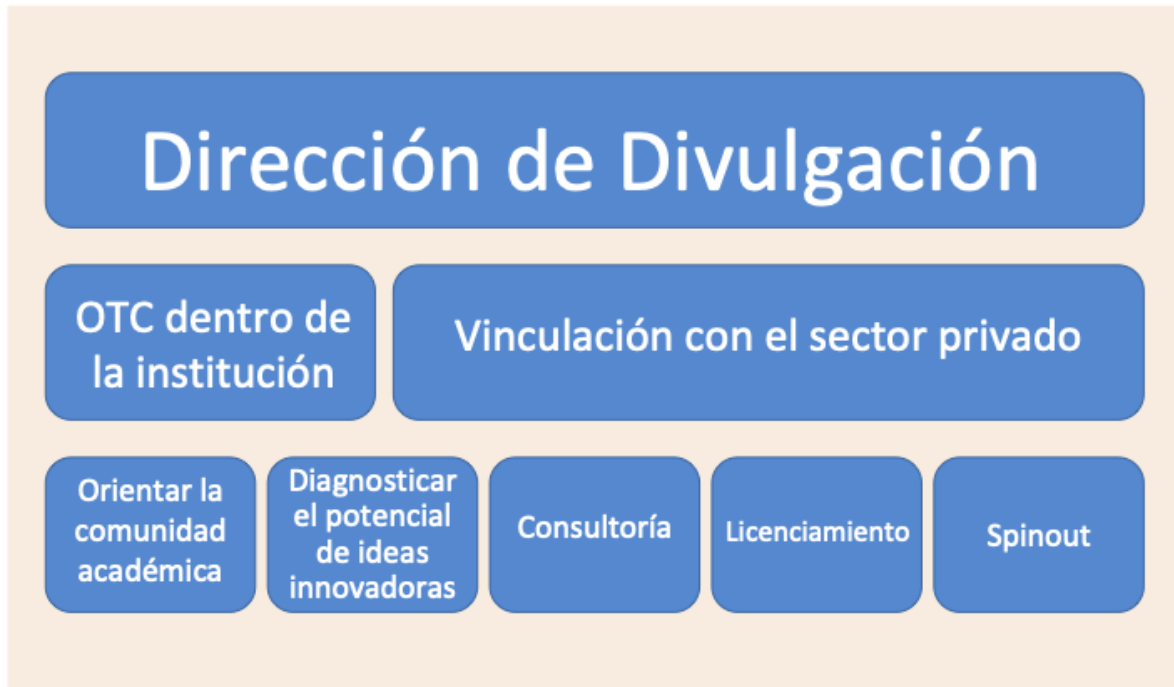 Dirección de Divulgación
OTC dentro de
la institución
Vinculación con el sector privado
Orientar la
comunidad
académica
Diagnosticar
el potencial
de ideas
innovadoras
Consultoría
Licenciamiento
Spinout